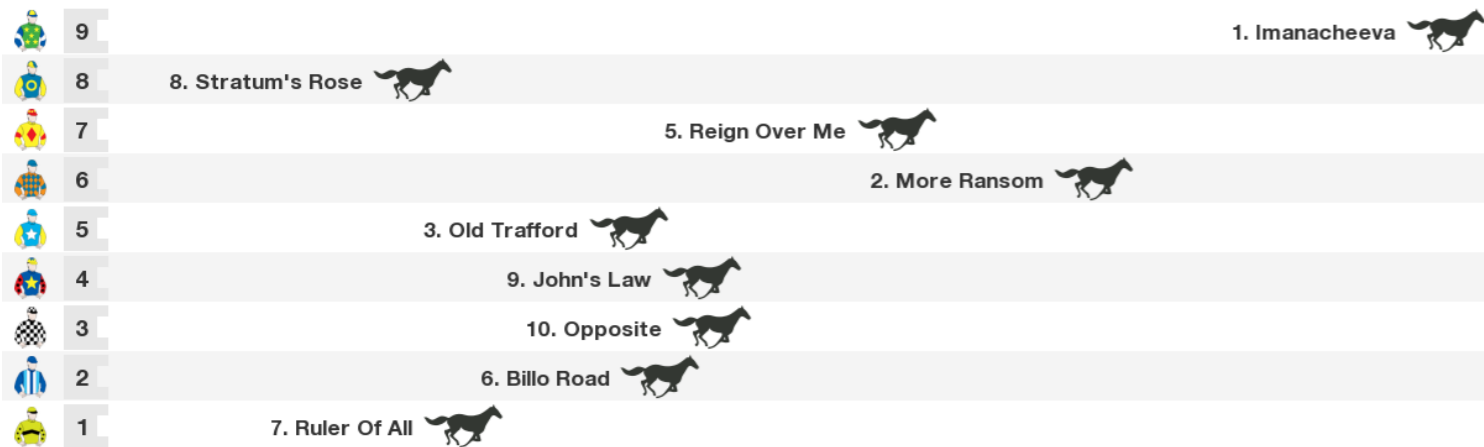 9 1. Imanacheeva
8 8. Stratum's Rose
7 5. Reign Over Me
6 2. More Ransom
5 3. Old Trafford
4 9. John's Law
3 10. Opposite
2 6. Billo Road
1 7. Ruler Of All